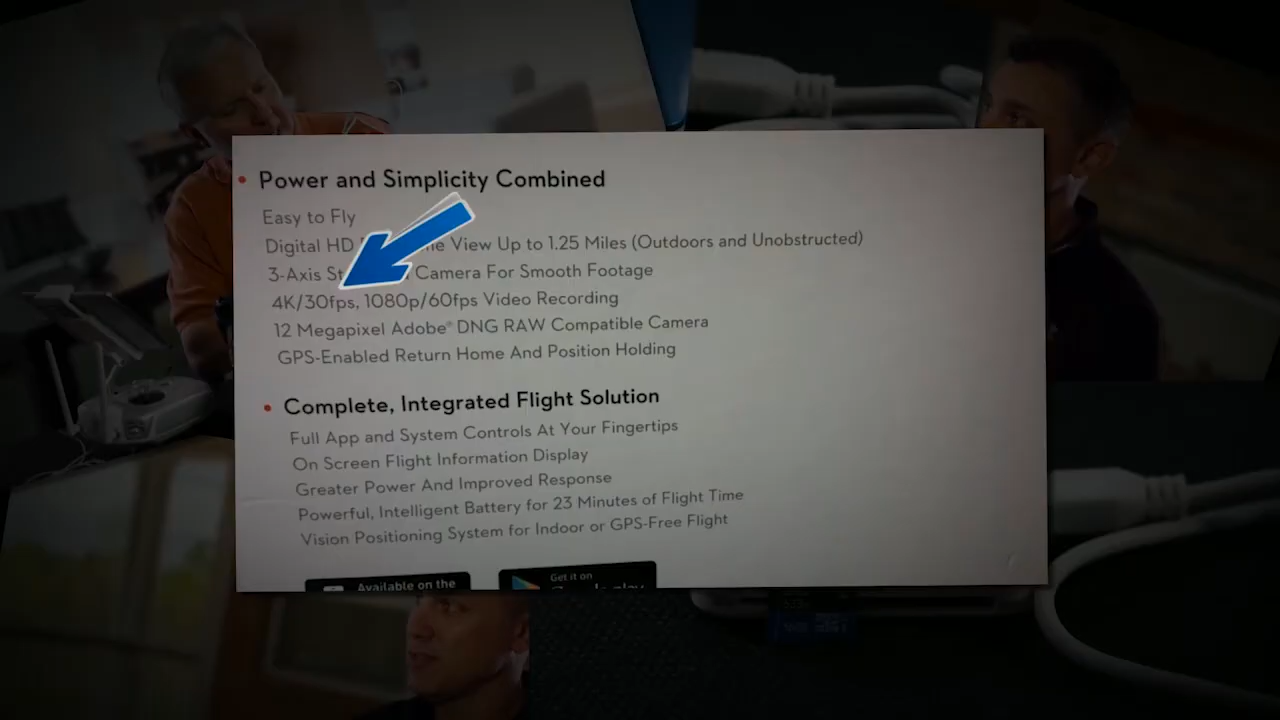 Power and Simplicity Combined
Easy to Fly
Digital HD View Up to 1.25 Miles (Outdoors and Unobstructed)
3-Axis Camera For Smooth Footage
4K/30fps, 1080p/60fps Video Recording
12 Megapixel Adobe® DNG RAW Compatible Camera
GPS-Enabled Return Home And Position Holding
Complete, Integrated Flight Solution
Full App and System Controls At Your Fingertips
On Screen Flight Information Display
Greater Power And Improved Response
Powerful, Intelligent Battery for 23 Minutes of Flight Time
Vision Positioning System for Indoor or GPS-Free Flight
Available on the
Get it on